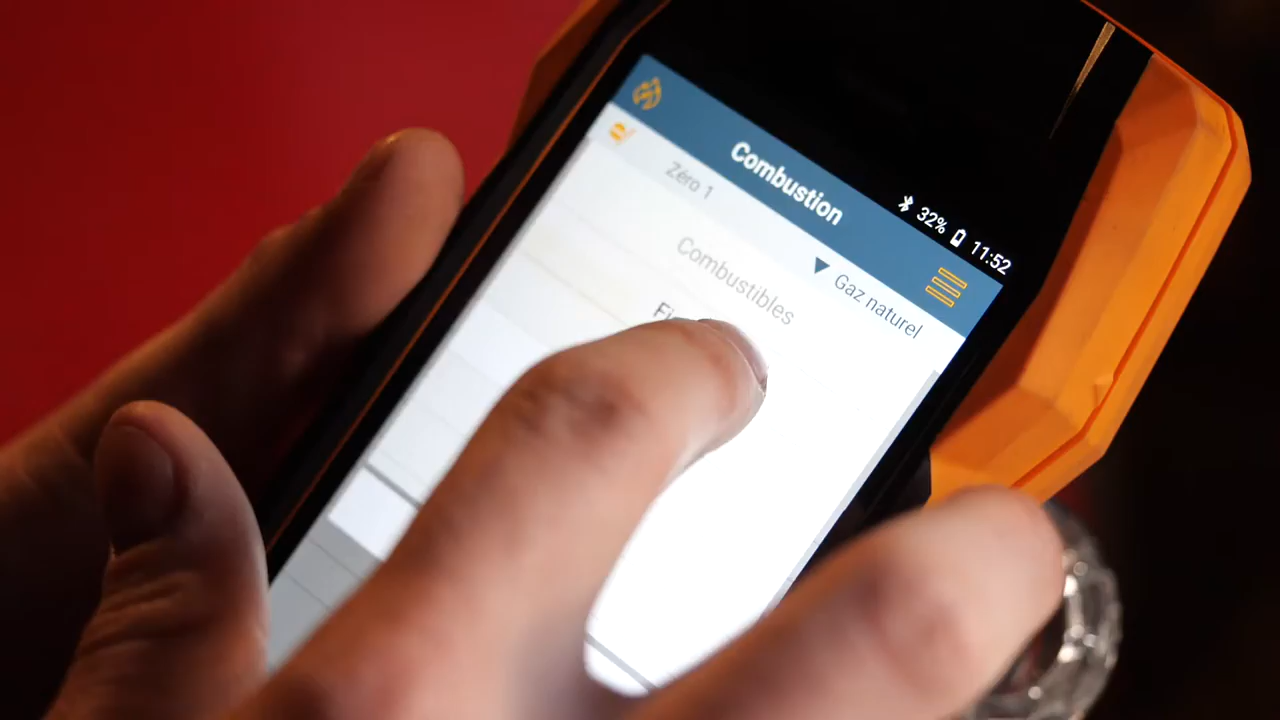 32% 11:52
Combustion
Zéro 1
Gaz naturel
Combustibles